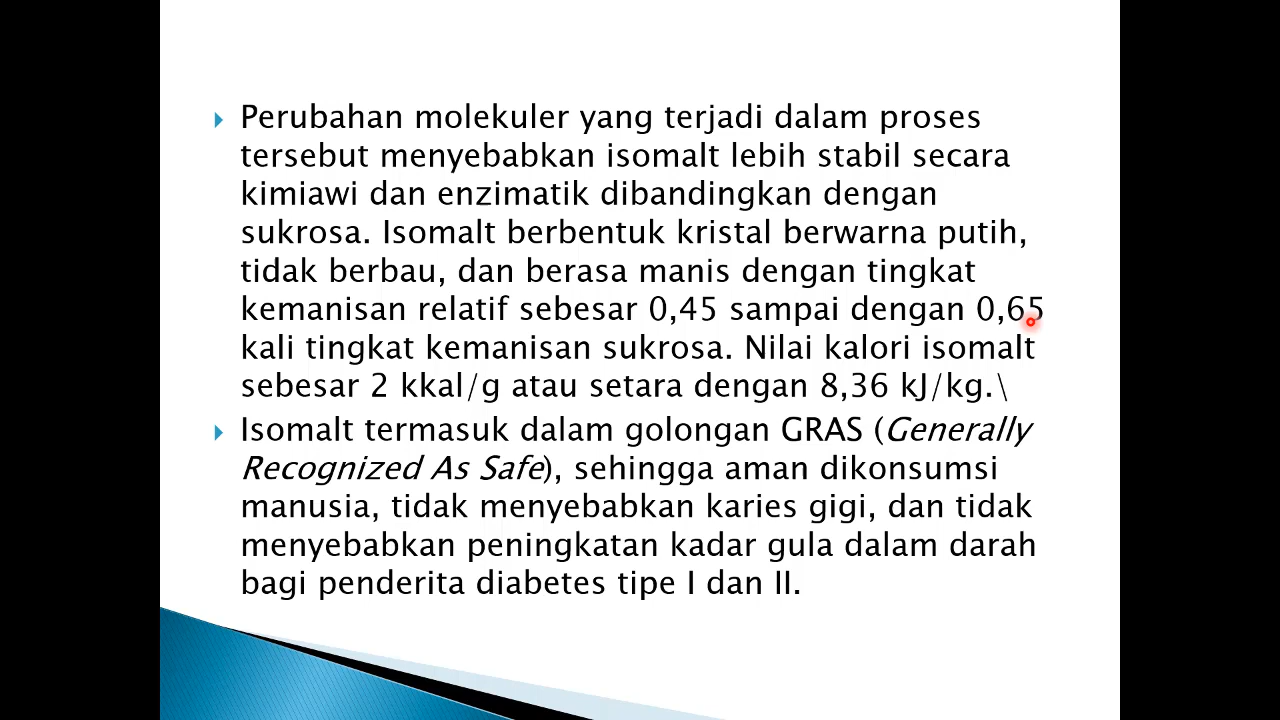 Perubahan molekuler yang terjadi dalam proses
tersebut menyebabkan isomalt lebih stabil secara
kimiawi dan enzimatik dibandingkan dengan
sukrosa. Isomalt berbentuk kristal berwarna putih,
tidak berbau, dan berasa manis dengan tingkat
kemanisan relatif sebesar 0,45 sampai dengan 0,65
kali tingkat kemanisan sukrosa. Nilai kalori isomalt
sebesar 2 kkal/g atau setara dengan 8,36 kJ/kg.\
Isomalt termasuk dalam golongan GRAS (Generally
Recognized As Safe), sehingga aman dikonsumsi
manusia, tidak menyebabkan karies gigi, dan tidak
menyebabkan peningkatan kadar gula dalam darah
bagi penderita diabetes tipe I dan II.